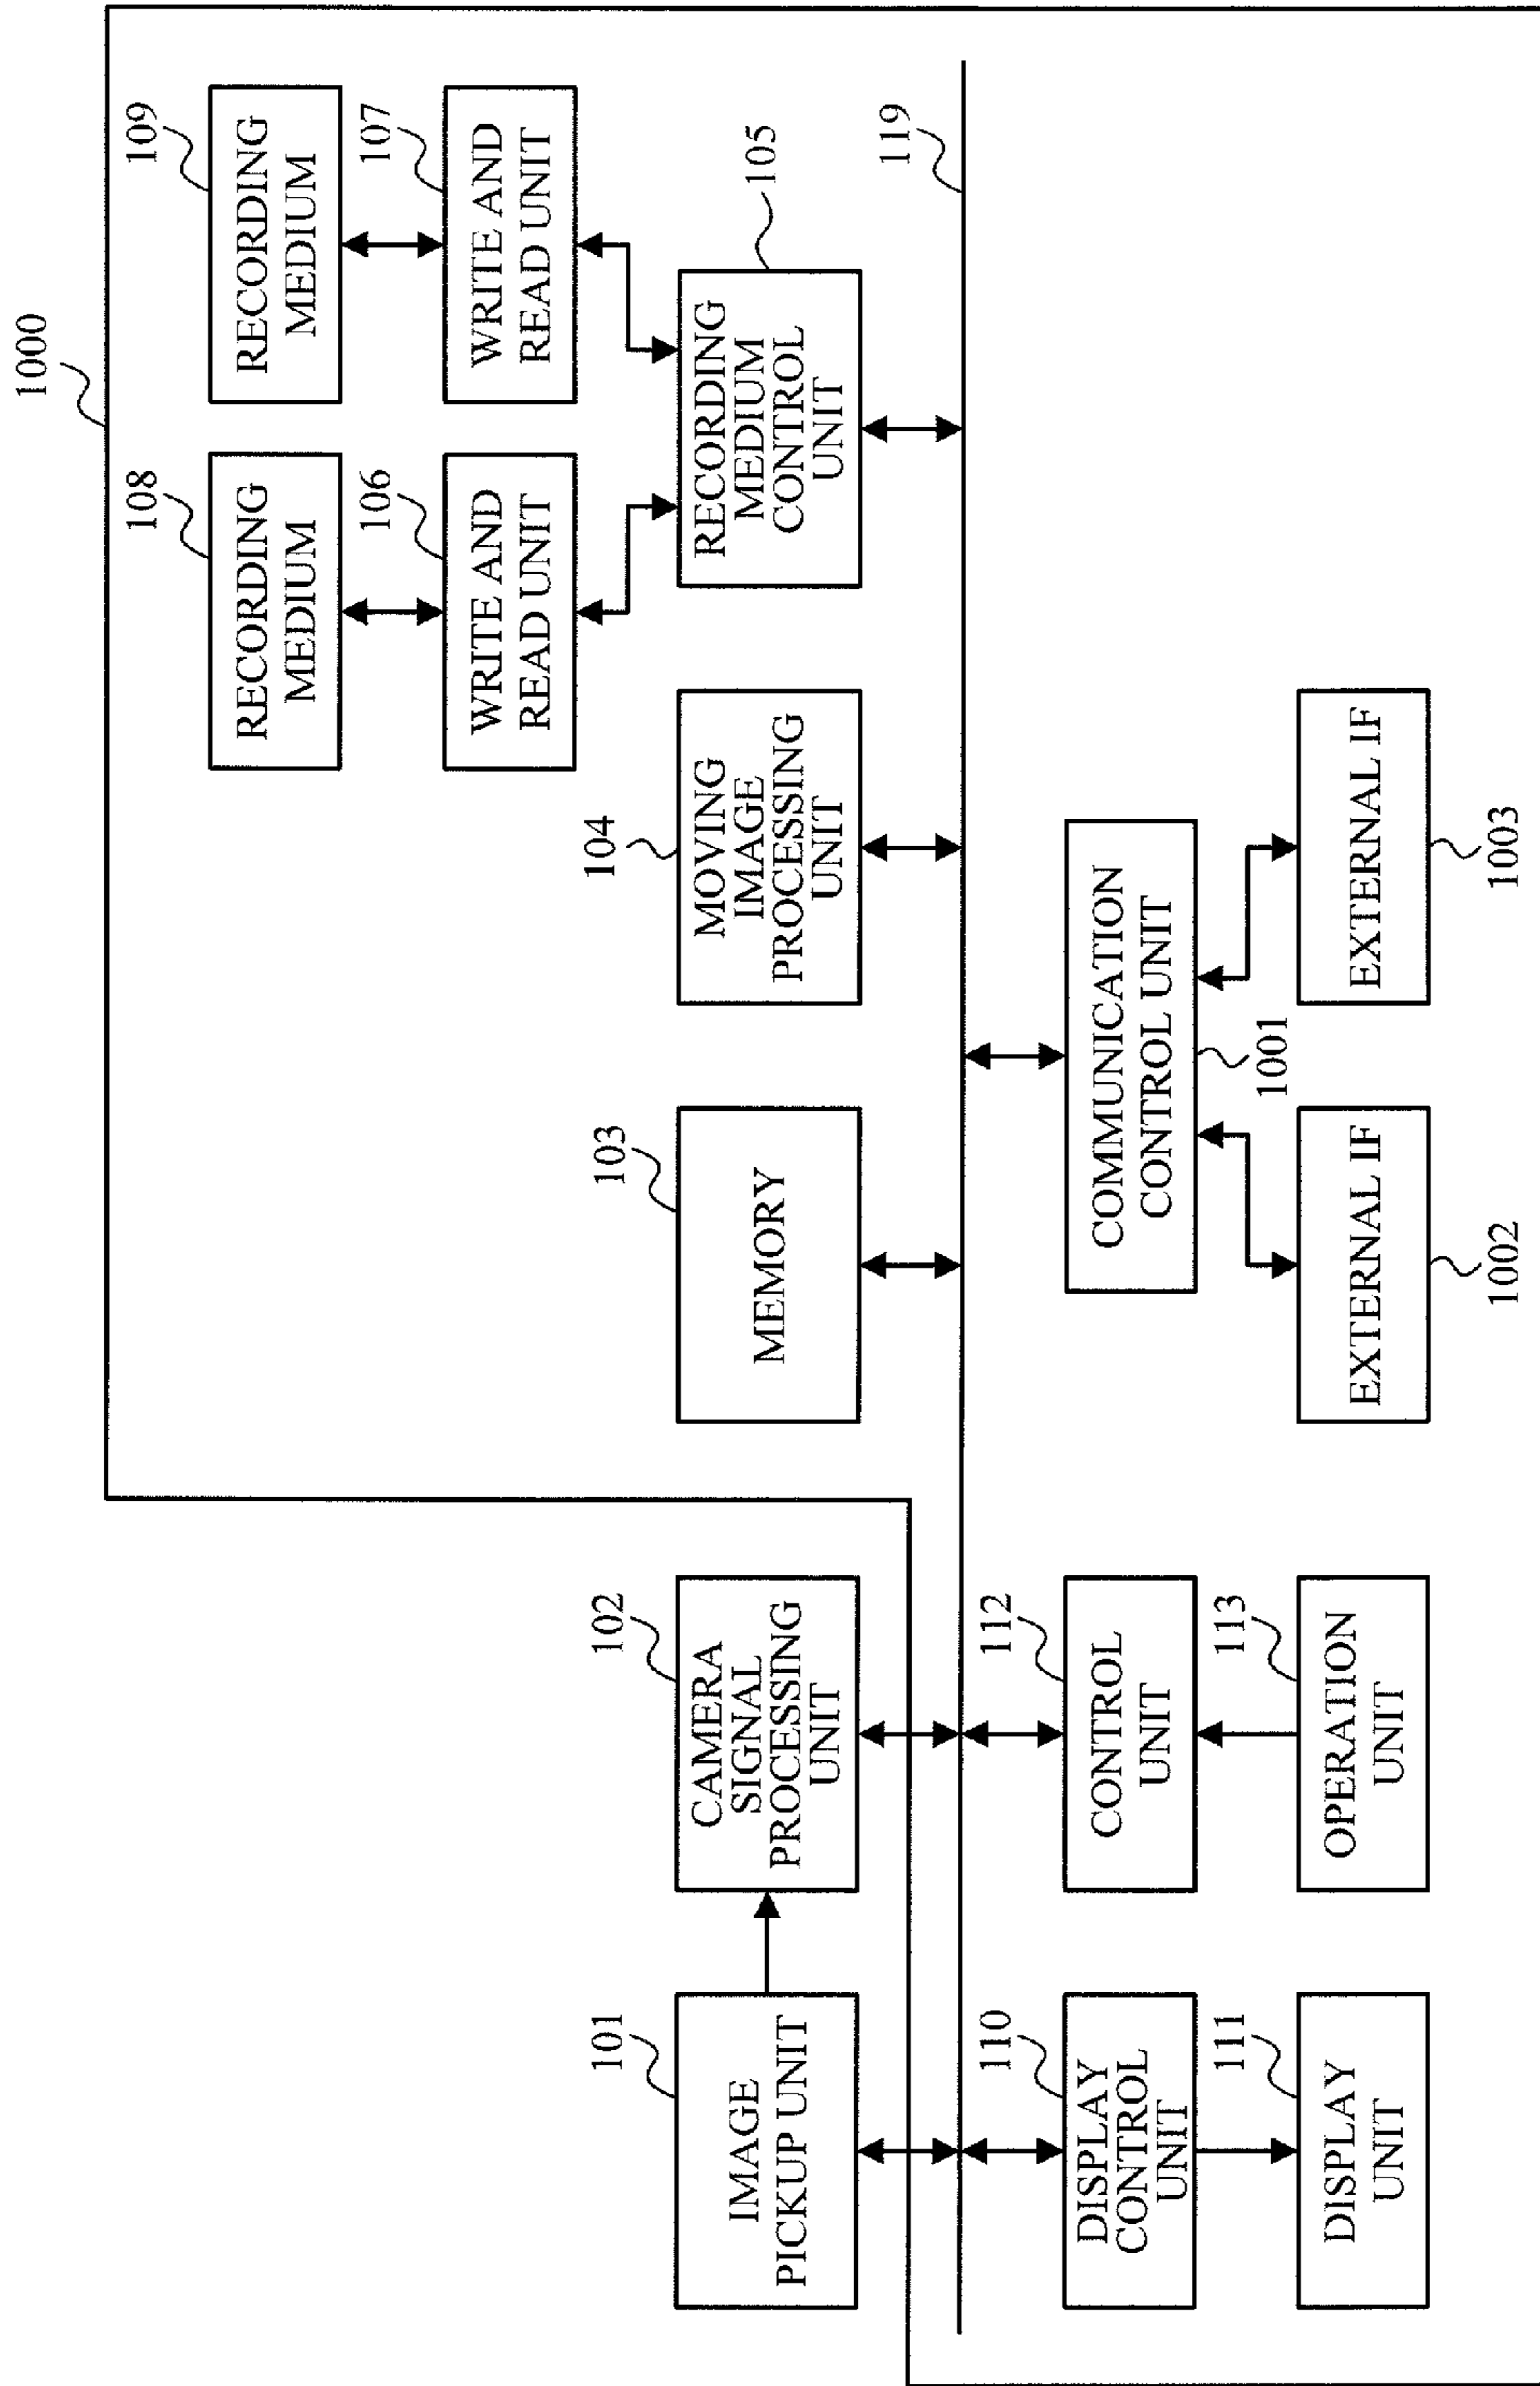 1000
109
RECORDING
MEDIUM
107
WRITE AND
READ UNIT
108
RECORDING
MEDIUM
106
WRITE AND
READ UNIT
105
RECORDING
MEDIUM
CONTROL
UNIT
119
104
MOVING
IMAGE
PROCESSING
UNIT
103
MEMORY
102
CAMERA
SIGNAL
PROCESSING
UNIT
101
IMAGE
PICKUP UNIT
110
DISPLAY
CONTROL
UNIT
111
DISPLAY
UNIT
112
CONTROL
UNIT
113
OPERATION
UNIT
COMMUNICATION
CONTROL UNIT
1001
EXTERNAL IF
1002
EXTERNAL IF
1003